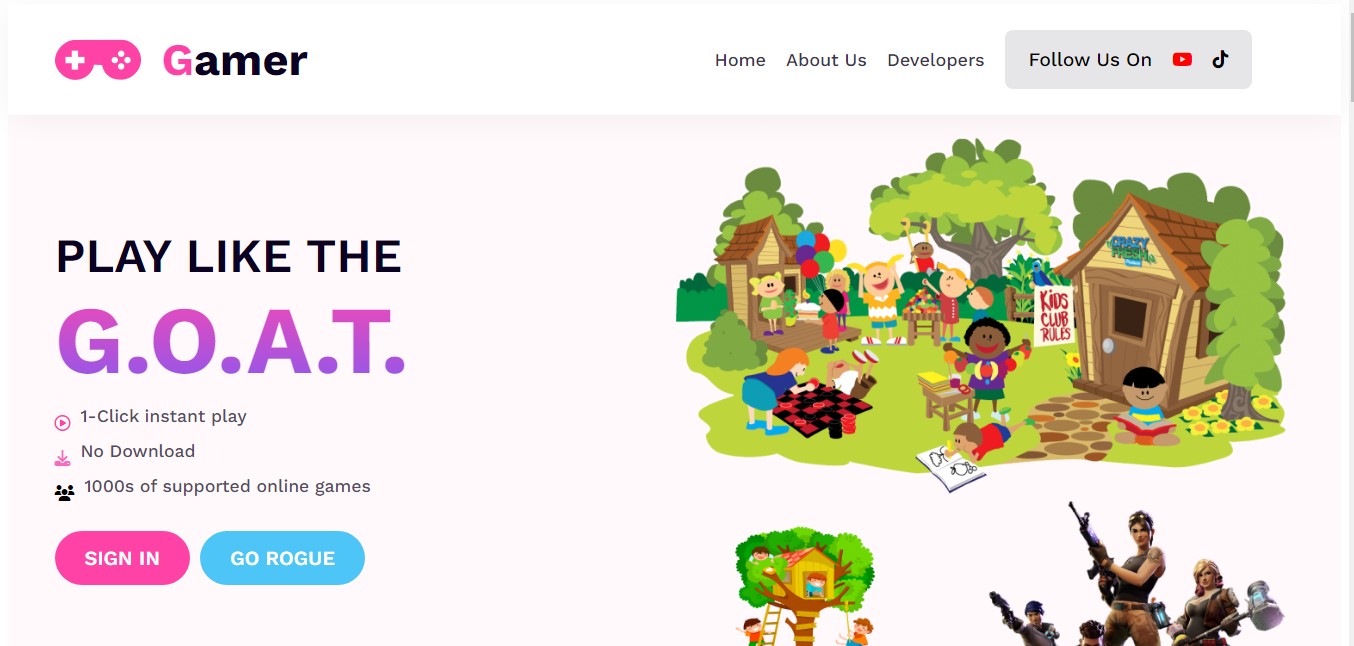 Gamer
Home About Us Developers Follow Us On
PLAY LIKE THE
G.O.A.T.
1-Click instant play
No Download
1000s of supported online games
SIGN IN GO ROGUE
CRAZY
FRESH
KiDS
CLUB
RULES